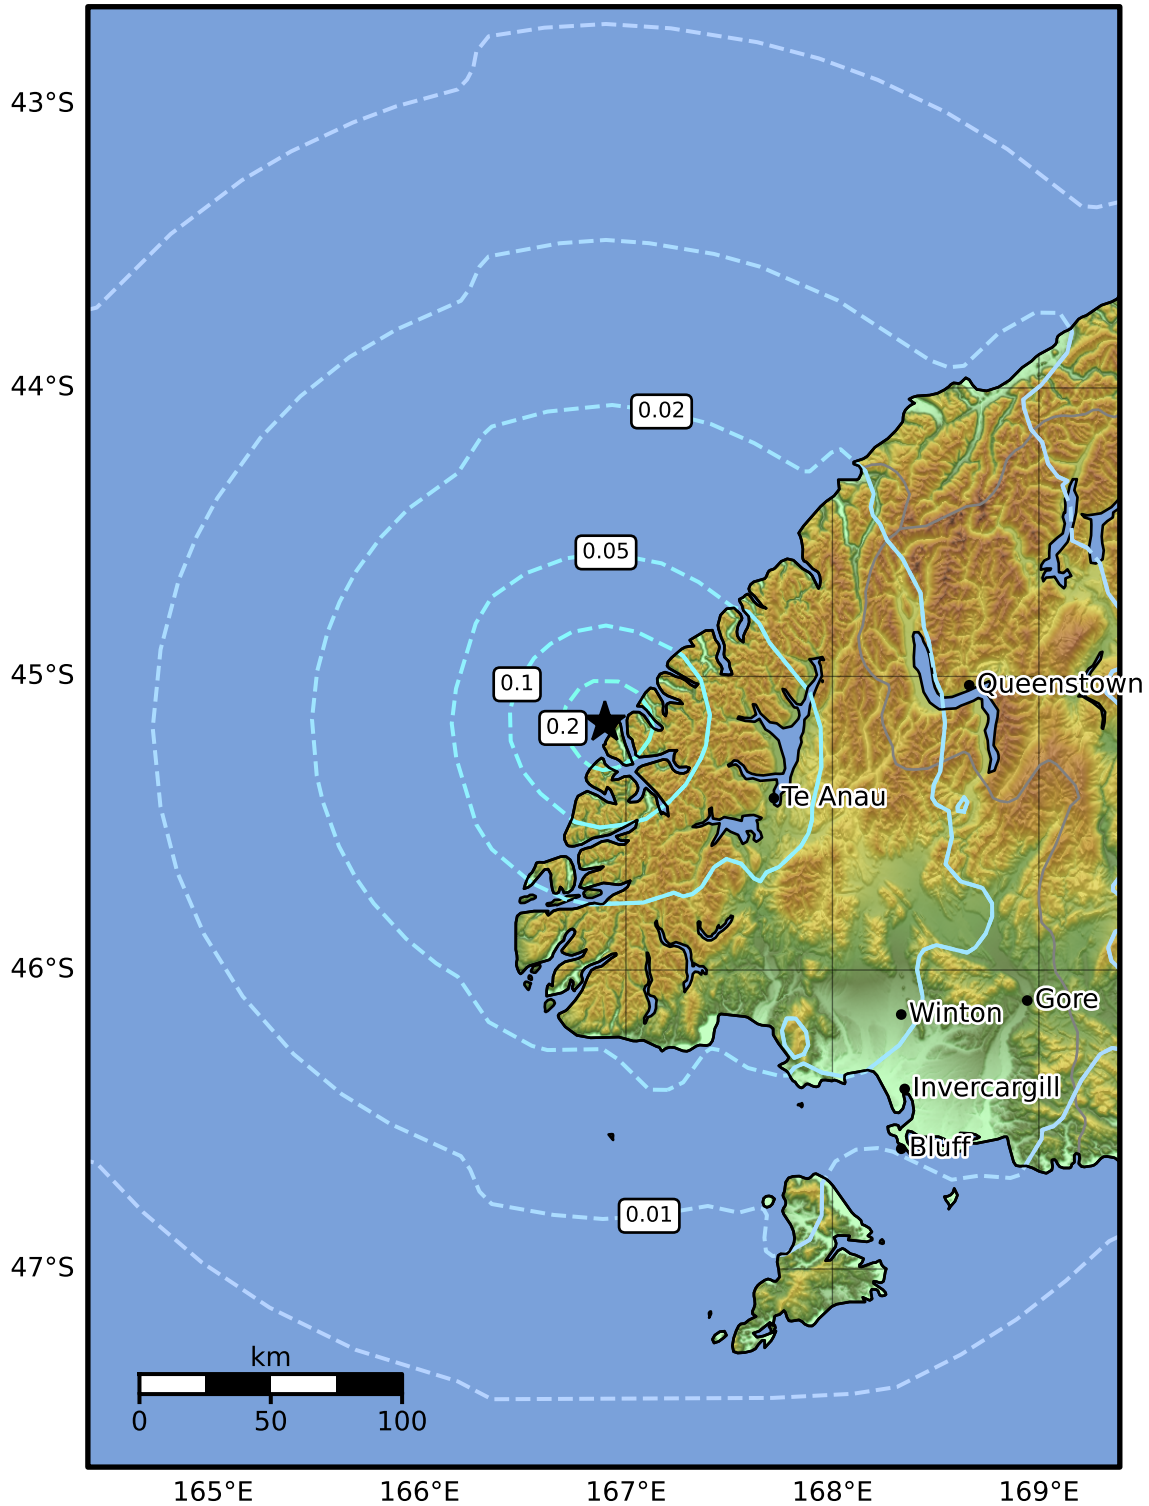 43°S
44°S
0.02
0.05
45°S
0.1
Queenstown
0.2
Te Anau
46°S
Gore
Winton
Invercargill
Bluff
0.01
47°S
km
0 50 100
165°E 166°E 167°E 168°E 169°E